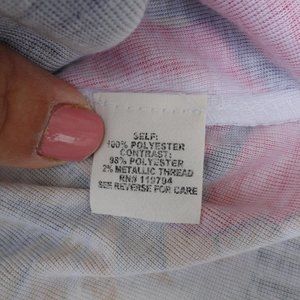 SELF:
100% POLYESTER
CONTRAST:
98% POLYESTER
2% METALLIC THREAD
RN# 119794
SEE REVERSE FOR CARE